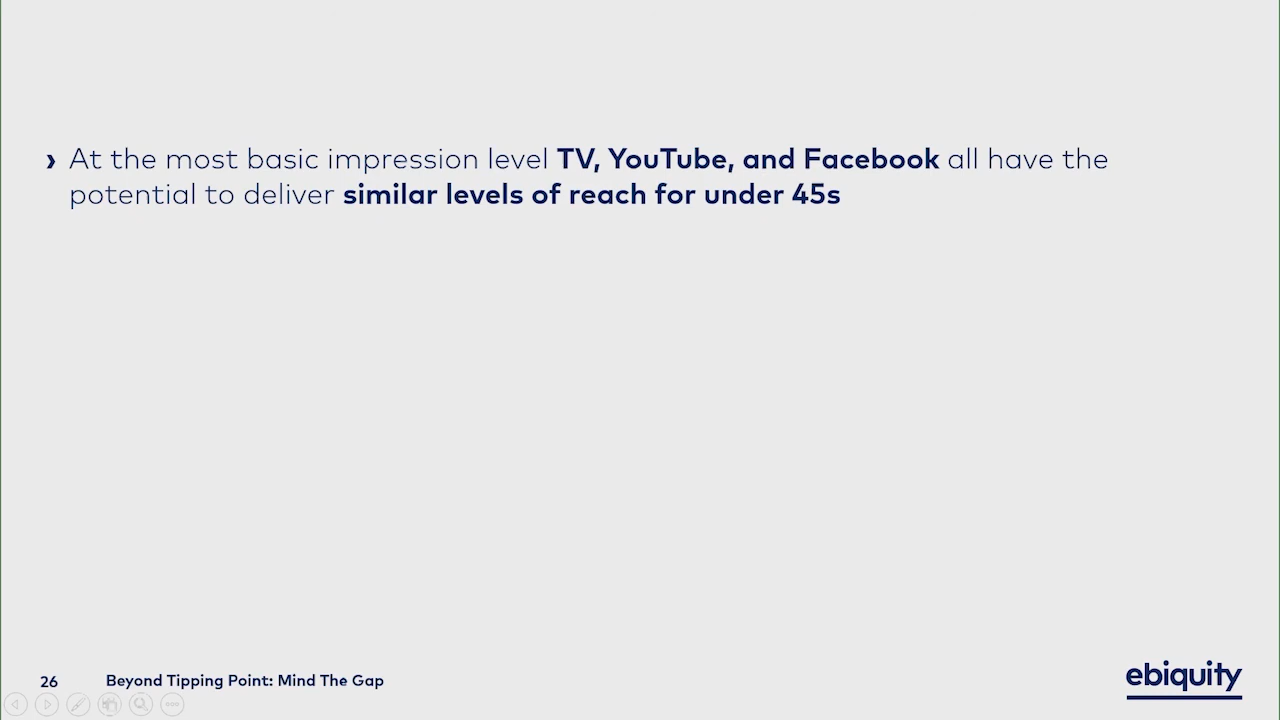 › At the most basic impression level TV, YouTube, and Facebook all have the
potential to deliver similar levels of reach for under 45s
26 Beyond Tipping Point: Mind The Gap
ebiquity